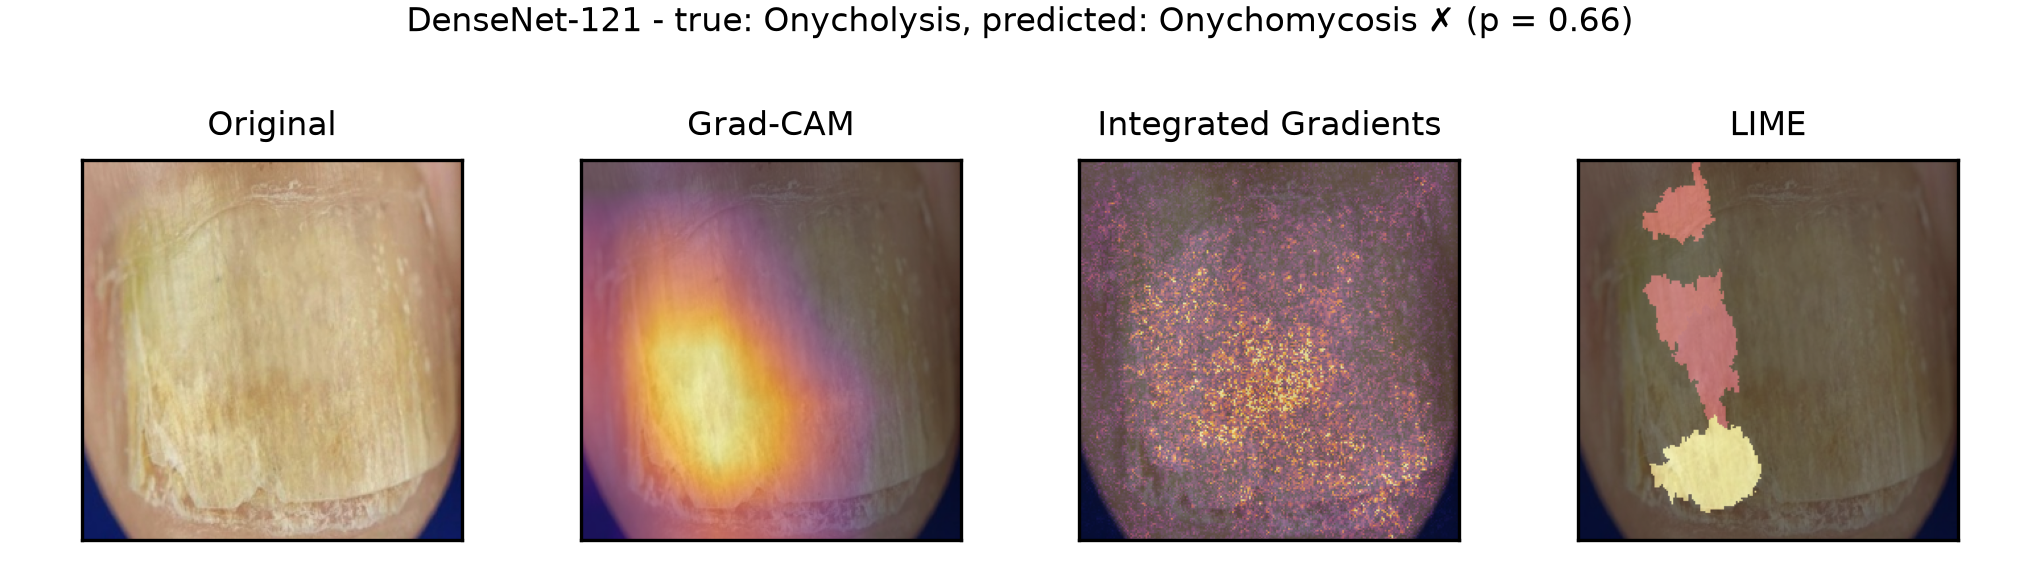 DenseNet-121 - true: Onycholysis, predicted: Onychomycosis ✗ (p = 0.66)
Original
Grad-CAM
Integrated Gradients
LIME